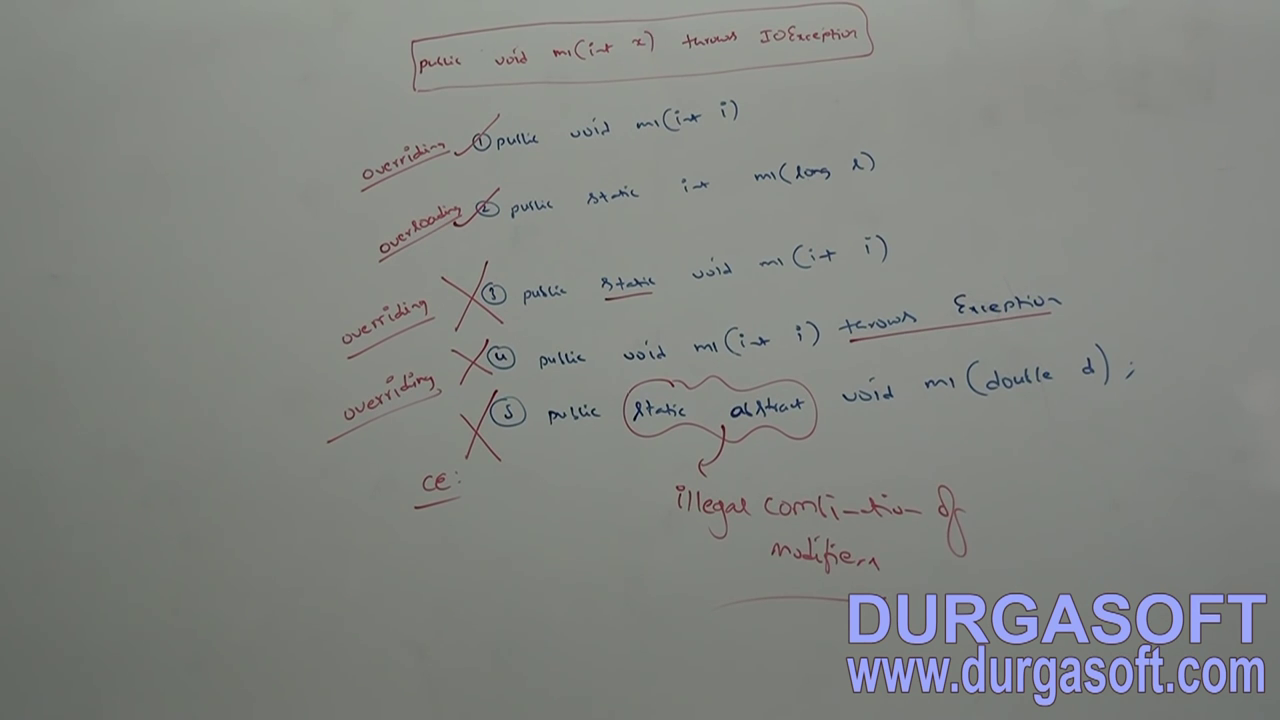 public void m1(int x) throws IOException
overriding ① public void m1(int i)
overloading ② public static int m1(long l)
overriding ③ public static void m1(int i)
overriding ④ public void m1(int i) throws Exception
⑤ public static abstract void m1(double d);
CE:
illegal combination of
modifiers
DURGASOFT
www.durgasoft.com